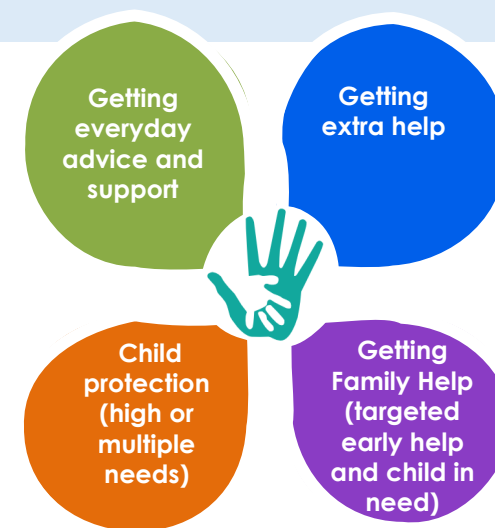 Getting
everyday
advice and
support
Getting
extra help
Child
protection
(high or
multiple
needs)
Getting
Family Help
(targeted
early help
and child in
need)